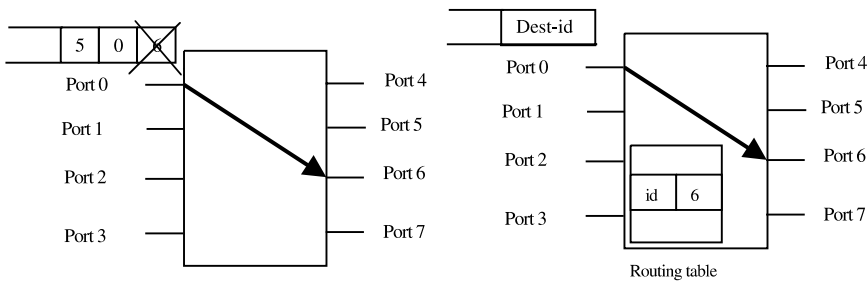 5 0 6
Port 0
Port 1
Port 2
Port 3
Port 4
Port 5
Port 6
Port 7
Dest-id
Port 0
Port 1
Port 2
Port 3
id 6
Port 4
Port 5
Port 6
Port 7
Routing table